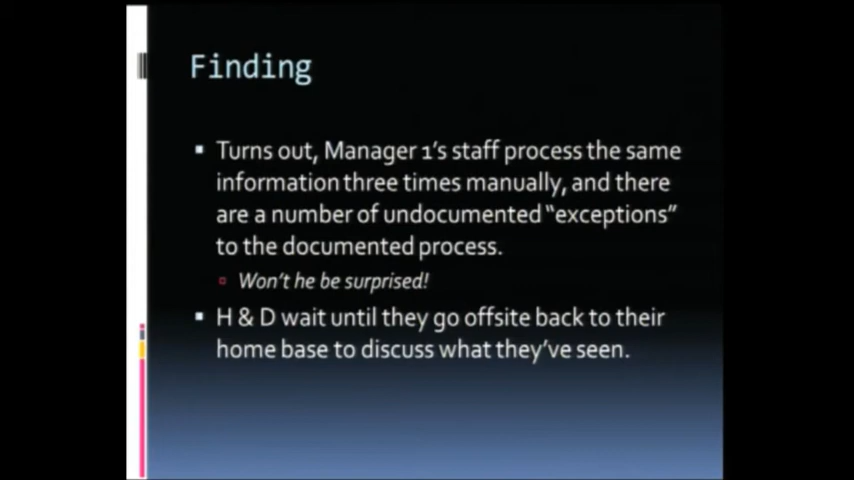 Finding
Turns out, Manager 1's staff process the same
information three times manually, and there
are a number of undocumented “exceptions”
to the documented process.
Won't he be surprised!
H & D wait until they go offsite back to their
home base to discuss what they've seen.